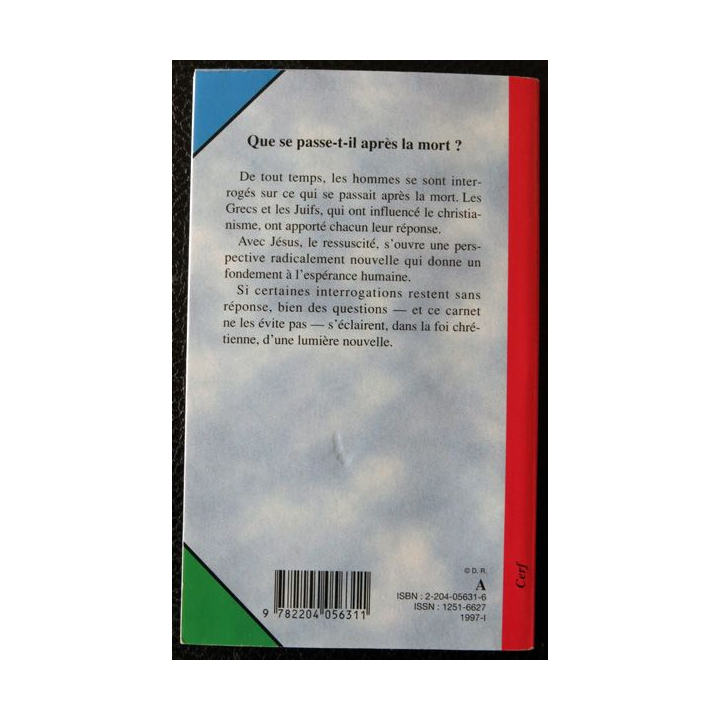 Que se passe-t-il après la mort ?
De tout temps, les hommes se sont inter-
rogés sur ce qui se passait après la mort. Les
Grecs et les Juifs, qui ont influencé le christia-
nisme, ont apporté chacun leur réponse.
Avec Jésus, le ressuscité, s'ouvre une pers-
pective radicalement nouvelle qui donne un
fondement à l'espérance humaine.
Si certaines interrogations restent sans
réponse, bien des questions — et ce carnet
ne les évite pas — s'éclairent, dans la foi chré-
tienne, d'une lumière nouvelle.
© D. R.
A
ISBN : 2-204-05631-6
ISSN : 1251-6627
1997-I
9 782204 056311
Cerf